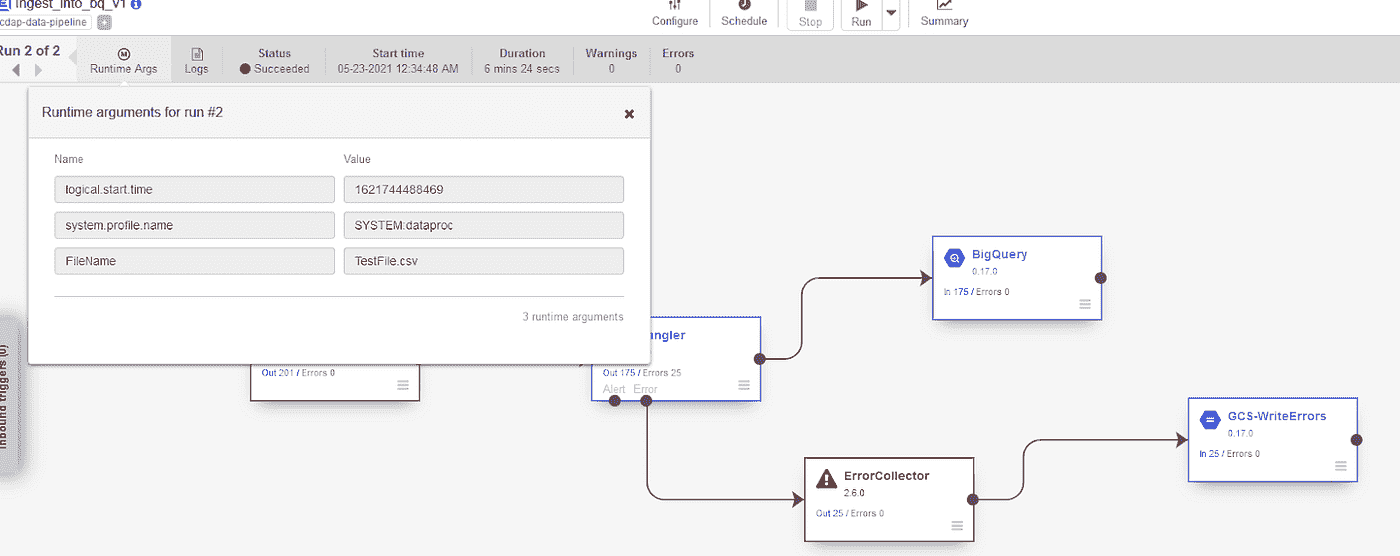 Ingest_into_bq_v1
cdap-data-pipeline
Configure
Schedule
Stop
Run
Summary
Run 2 of 2
Runtime Args
Logs
Status
Succeeded
Start time
05-23-2021 12:34:48 AM
Duration
6 mins 24 secs
Warnings
0
Errors
0
Runtime arguments for run #2
Name Value
logical.start.time 1621744488469
system.profile.name SYSTEM:dataproc
FileName TestFile.csv
3 runtime arguments
Inbound triggers (0)
Out 201 / Errors 0
angler
Out 175 / Errors 25
Alert Error
BigQuery
0.17.0
In 175 / Errors 0
GCS-WriteErrors
0.17.0
In 25 / Errors 0
ErrorCollector
2.6.0
Out 25 / Errors 0